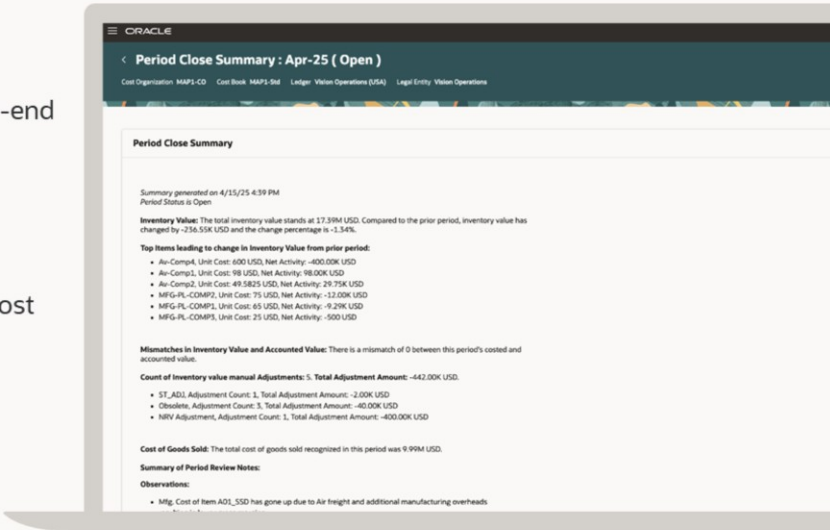 -end
ost
ORACLE
Period Close Summary : Apr-25 ( Open )
Cost Organization MAP1-CO Cost Book MAP1-Std Ledger Vision Operations (USA) Legal Entity Vision Operations
Period Close Summary
Summary generated on 4/15/25 4:39 PM
Period Status is Open
Inventory Value: The total inventory value stands at 17.39M USD. Compared to the prior period, inventory value has
changed by -236.55K USD and the change percentage is -1.34%.
Top Items leading to change in Inventory Value from prior period:
• Av-Comp4, Unit Cost: 600 USD, Net Activity: -400.00K USD
• Av-Comp1, Unit Cost: 98 USD, Net Activity: 98.00K USD
• Av-Comp2, Unit Cost: 49.5825 USD, Net Activity: 29.75K USD
• MFG-PL-COMP2, Unit Cost: 75 USD, Net Activity: -12.00K USD
• MFG-PL-COMP1, Unit Cost: 65 USD, Net Activity: -9.29K USD
• MFG-PL-COMP3, Unit Cost: 25 USD, Net Activity: -500 USD
Mismatches in Inventory Value and Accounted Value: There is a mismatch of 0 between this period's costed and
accounted value.
Count of Inventory value manual Adjustments: 5. Total Adjustment Amount: -442.00K USD.
• ST_ADJ, Adjustment Count: 1, Total Adjustment Amount: -2.00K USD
• Obsolete, Adjustment Count: 3, Total Adjustment Amount: -40.00K USD
• NRV Adjustment, Adjustment Count: 1, Total Adjustment Amount: -400.00K USD
Cost of Goods Sold: The total cost of goods sold recognized in this period was 9.99M USD.
Summary of Period Review Notes:
Observations:
• Mfg. Cost of Item A01_SSD has gone up due to Air freight and additional manufacturing overheads